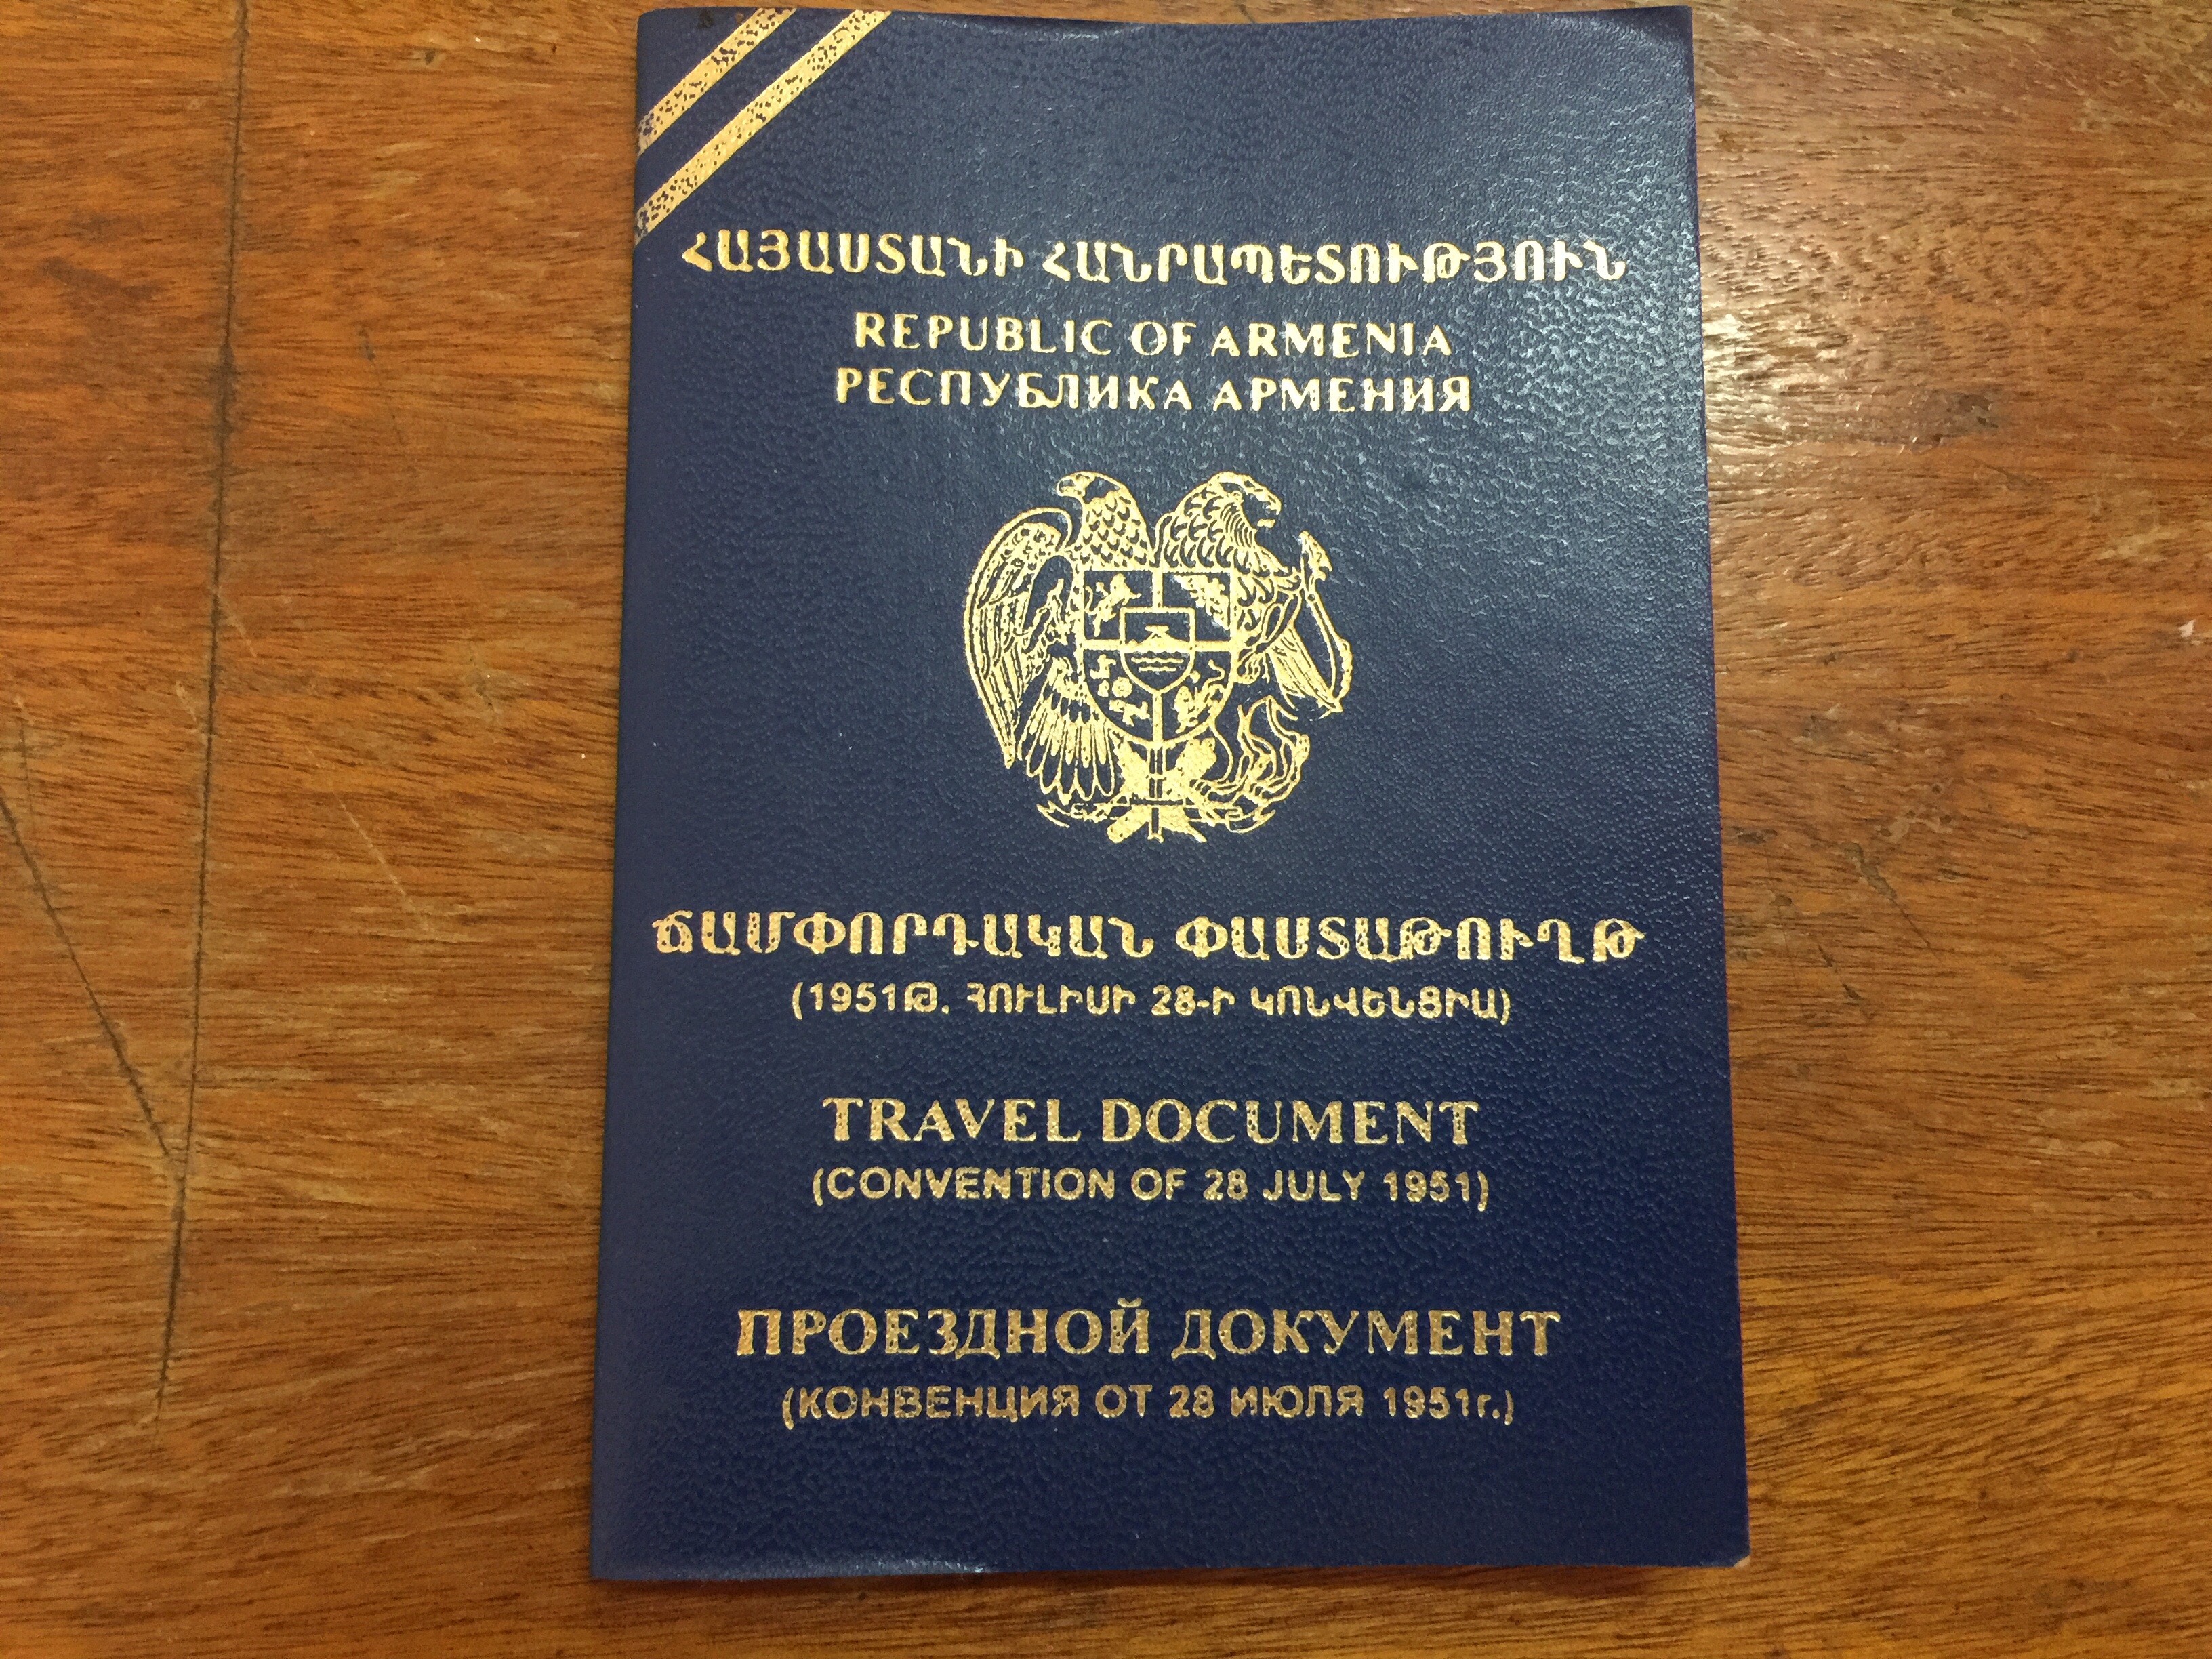 ՀԱՅԱՍՏԱՆԻ ՀԱՆՐԱՊԵՏՈՒԹՅՈՒՆ
REPUBLIC OF ARMENIA
РЕСПУБЛИКА АРМЕНИЯ
ՃԱՄՓՈՐԴԱԿԱՆ ՓԱՍՏԱԹՈՒՂԹ
(1951Թ. ՀՈՒԼԻՍԻ 28-Ի ԿՈՆՎԵՆՑԻԱ)
TRAVEL DOCUMENT
(CONVENTION OF 28 JULY 1951)
ПРОЕЗДНОЙ ДОКУМЕНТ
(КОНВЕНЦИЯ ОТ 28 ИЮЛЯ 1951г.)